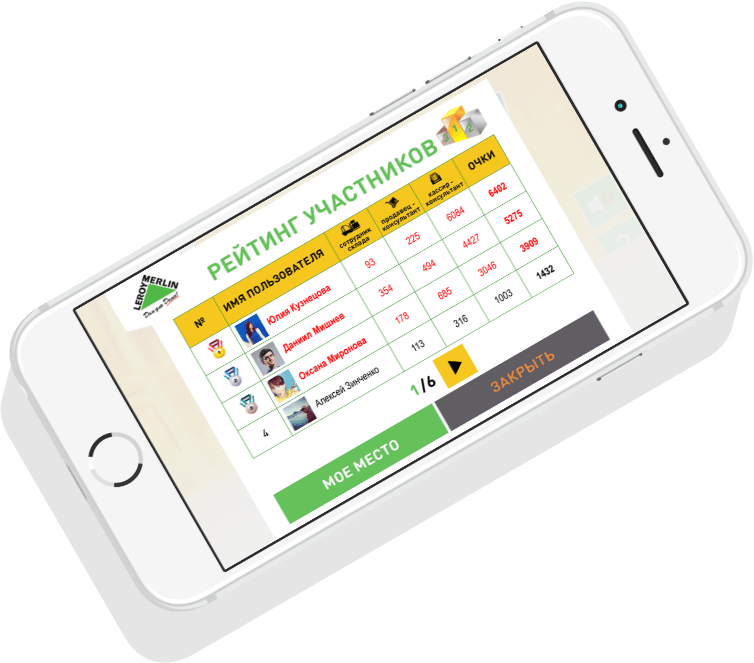 LEROY MERLIN
Дом для Дома!
РЕЙТИНГ УЧАСТНИКОВ
№ ИМЯ ПОЛЬЗОВАТЕЛЯ сотрудник склада продавец - консультант кассир - консультант ОЧКИ
Юлия Кузнецова 93 225 6084 6402
Даниил Мишнев 354 494 4427 5275
Оксана Миронова 178 685 3046 3909
4 Алексей Зинченко 113 316 1003 1432
1/6
МОЕ МЕСТО
ЗАКРЫТЬ